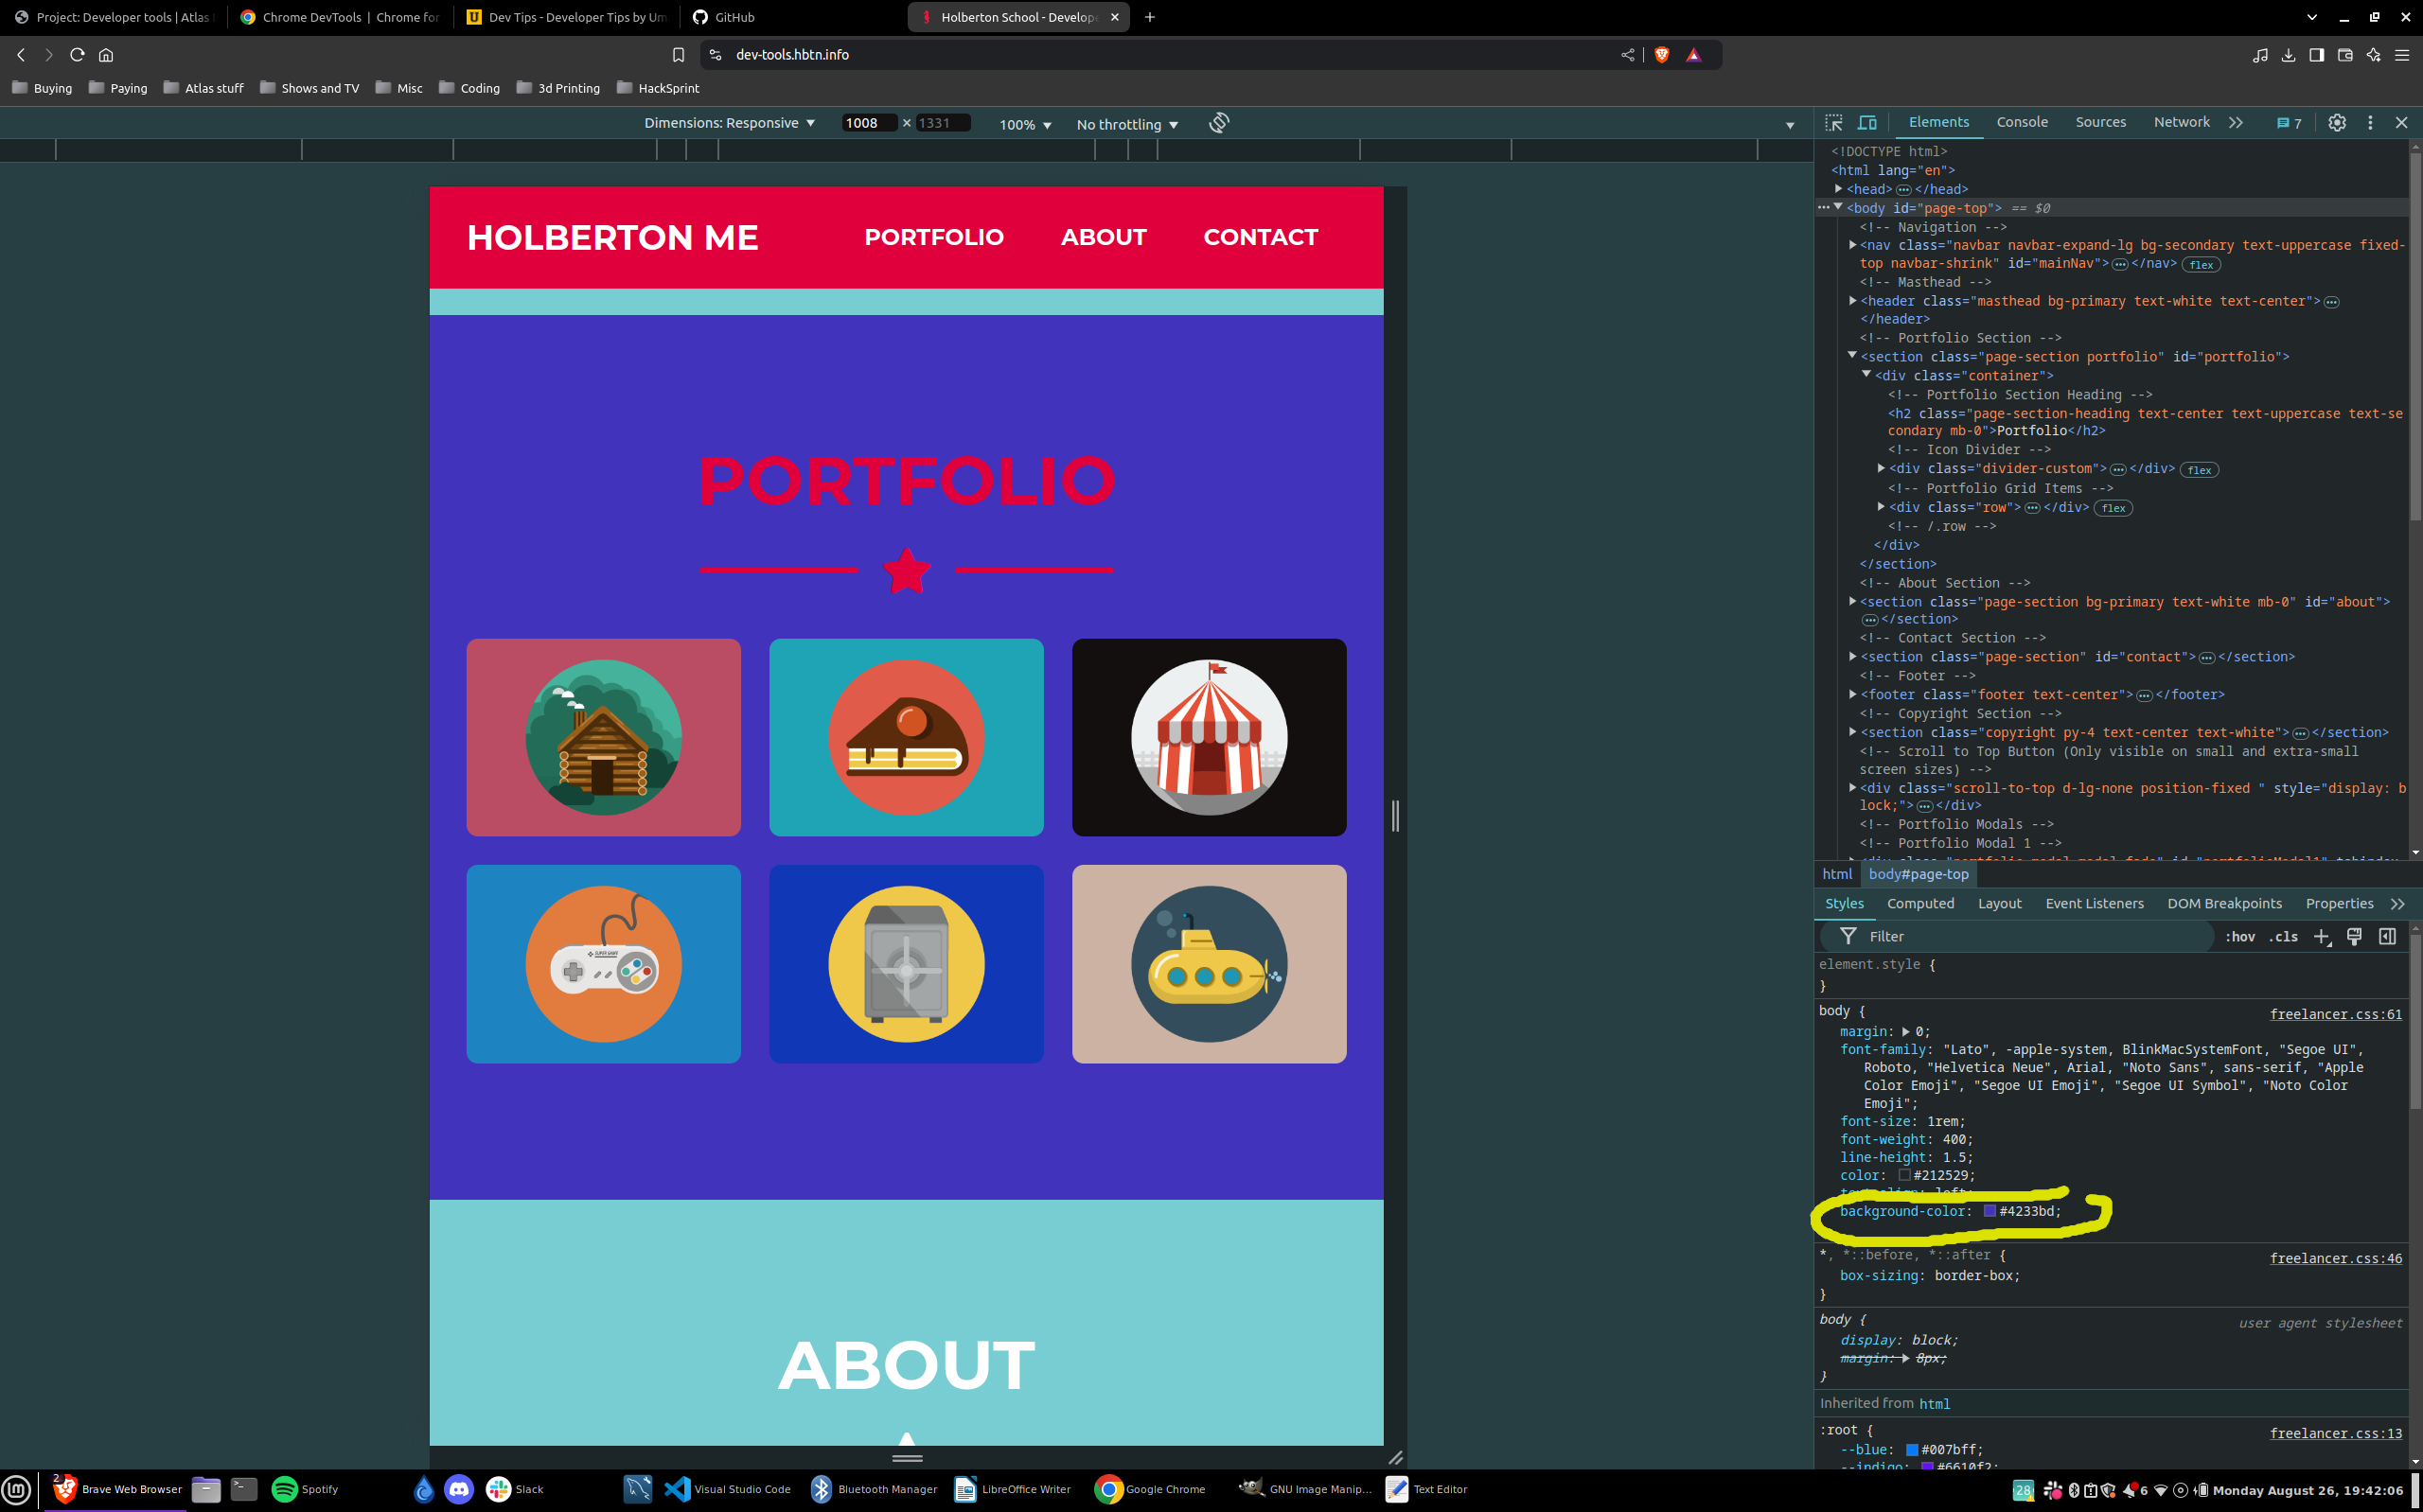 Project: Developer tools | Atlas
Chrome DevTools | Chrome for
Dev Tips - Developer Tips by Um
GitHub
Holberton School - Develope
dev-tools.hbtn.info
Buying
Paying
Atlas stuff
Shows and TV
Misc
Coding
3d Printing
HackSprint
Dimensions: Responsive
1008 × 1331
100%
No throttling
HOLBERTON ME
PORTFOLIO
ABOUT
CONTACT
PORTFOLIO
ABOUT
Elements
Console
Sources
Network
7
<!DOCTYPE html>
<html lang="en">
<head> ⋯ </head>
<body id="page-top"> == $0
<!-- Navigation -->
<nav class="navbar navbar-expand-lg bg-secondary text-uppercase fixed-
top navbar-shrink" id="mainNav"> ⋯ </nav> flex
<!-- Masthead -->
<header class="masthead bg-primary text-white text-center"> ⋯
</header>
<!-- Portfolio Section -->
<section class="page-section portfolio" id="portfolio">
<div class="container">
<!-- Portfolio Section Heading -->
<h2 class="page-section-heading text-center text-uppercase text-se
condary mb-0">Portfolio</h2>
<!-- Icon Divider -->
<div class="divider-custom"> ⋯ </div> flex
<!-- Portfolio Grid Items -->
<div class="row"> ⋯ </div> flex
<!-- /.row -->
</div>
</section>
<!-- About Section -->
<section class="page-section bg-primary text-white mb-0" id="about">
⋯ </section>
<!-- Contact Section -->
<section class="page-section" id="contact"> ⋯ </section>
<!-- Footer -->
<footer class="footer text-center"> ⋯ </footer>
<!-- Copyright Section -->
<section class="copyright py-4 text-center text-white"> ⋯ </section>
<!-- Scroll to Top Button (Only visible on small and extra-small
screen sizes) -->
<div class="scroll-to-top d-lg-none position-fixed " style="display: b
lock;"> ⋯ </div>
<!-- Portfolio Modals -->
<!-- Portfolio Modal 1 -->
html
body#page-top
Styles
Computed
Layout
Event Listeners
DOM Breakpoints
Properties
Filter
:hov
.cls
element.style {
}
body {
freelancer.css:61
margin: 0;
font-family: "Lato", -apple-system, BlinkMacSystemFont, "Segoe UI",
Roboto, "Helvetica Neue", Arial, "Noto Sans", sans-serif, "Apple
Color Emoji", "Segoe UI Emoji", "Segoe UI Symbol", "Noto Color
Emoji";
font-size: 1rem;
font-weight: 400;
line-height: 1.5;
color: #212529;
background-color: #4233bd;
*, *::before, *::after {
freelancer.css:46
box-sizing: border-box;
}
body {
user agent stylesheet
display: block;
margin: 8px;
}
Inherited from html
:root {
freelancer.css:13
--blue: #007bff;
--indigo: #6610f2;
2
Brave Web Browser
Spotify
Slack
Visual Studio Code
Bluetooth Manager
LibreOffice Writer
Google Chrome
GNU Image Manip...
Text Editor
28
6
Monday August 26, 19:42:06